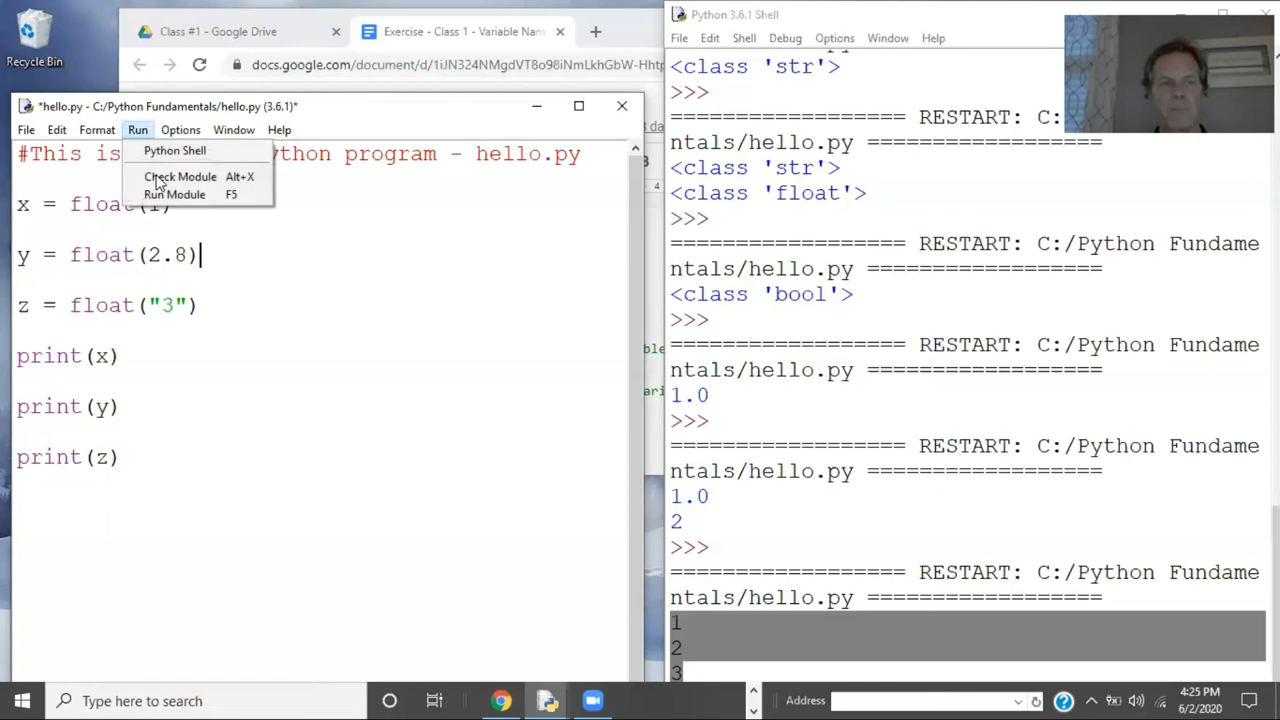 Recycle Bin
Class #1 - Google Drive
Exercise - Class 1 - Variable Nam
docs.google.com/document/d/1iJN324NMgdVT8o98iNmLkhGbW-Hhtp
*hello.py - C:/Python Fundamentals/hello.py (3.6.1)*
File Edit Format Run Options Window Help
Python Shell
Check Module Alt+X
Run Module F5
#This is ython program - hello.py
x = float(1)
y = float(2.8)
z = float("3")
print(x)
print(y)
print(z)
Python 3.6.1 Shell
File Edit Shell Debug Options Window Help
<class 'str'>
>>>
================== RESTART: C:
ntals/hello.py ==================
<class 'str'>
<class 'float'>
>>>
================== RESTART: C:/Python Fundame
ntals/hello.py ==================
<class 'bool'>
>>>
================== RESTART: C:/Python Fundame
ntals/hello.py ==================
1.0
>>>
================== RESTART: C:/Python Fundame
ntals/hello.py ==================
1.0
2
>>>
================== RESTART: C:/Python Fundame
ntals/hello.py ==================
1
2
3
Type here to search
Address
4:25 PM
6/2/2020